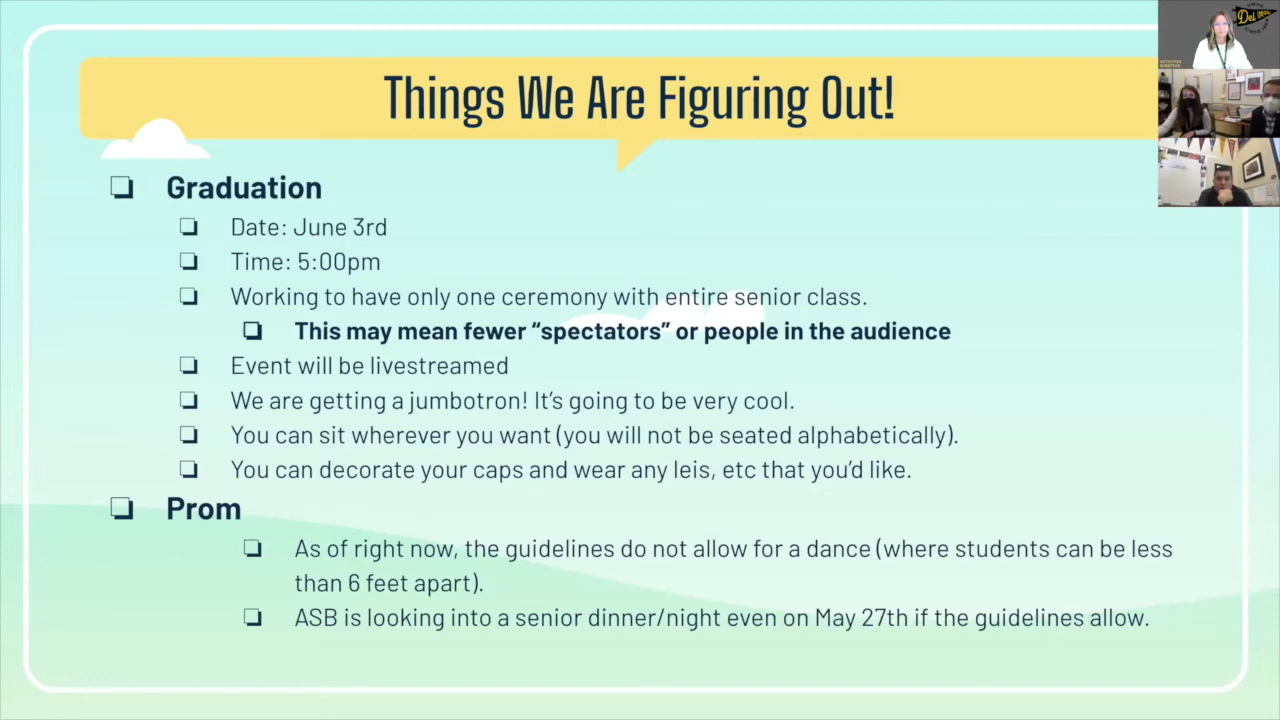 Things We Are Figuring Out!
Graduation
Date: June 3rd
Time: 5:00pm
Working to have only one ceremony with entire senior class.
This may mean fewer “spectators” or people in the audience
Event will be livestreamed
We are getting a jumbotron! It’s going to be very cool.
You can sit wherever you want (you will not be seated alphabetically).
You can decorate your caps and wear any leis, etc that you’d like.
Prom
As of right now, the guidelines do not allow for a dance (where students can be less
than 6 feet apart).
ASB is looking into a senior dinner/night even on May 27th if the guidelines allow.
Del Mar